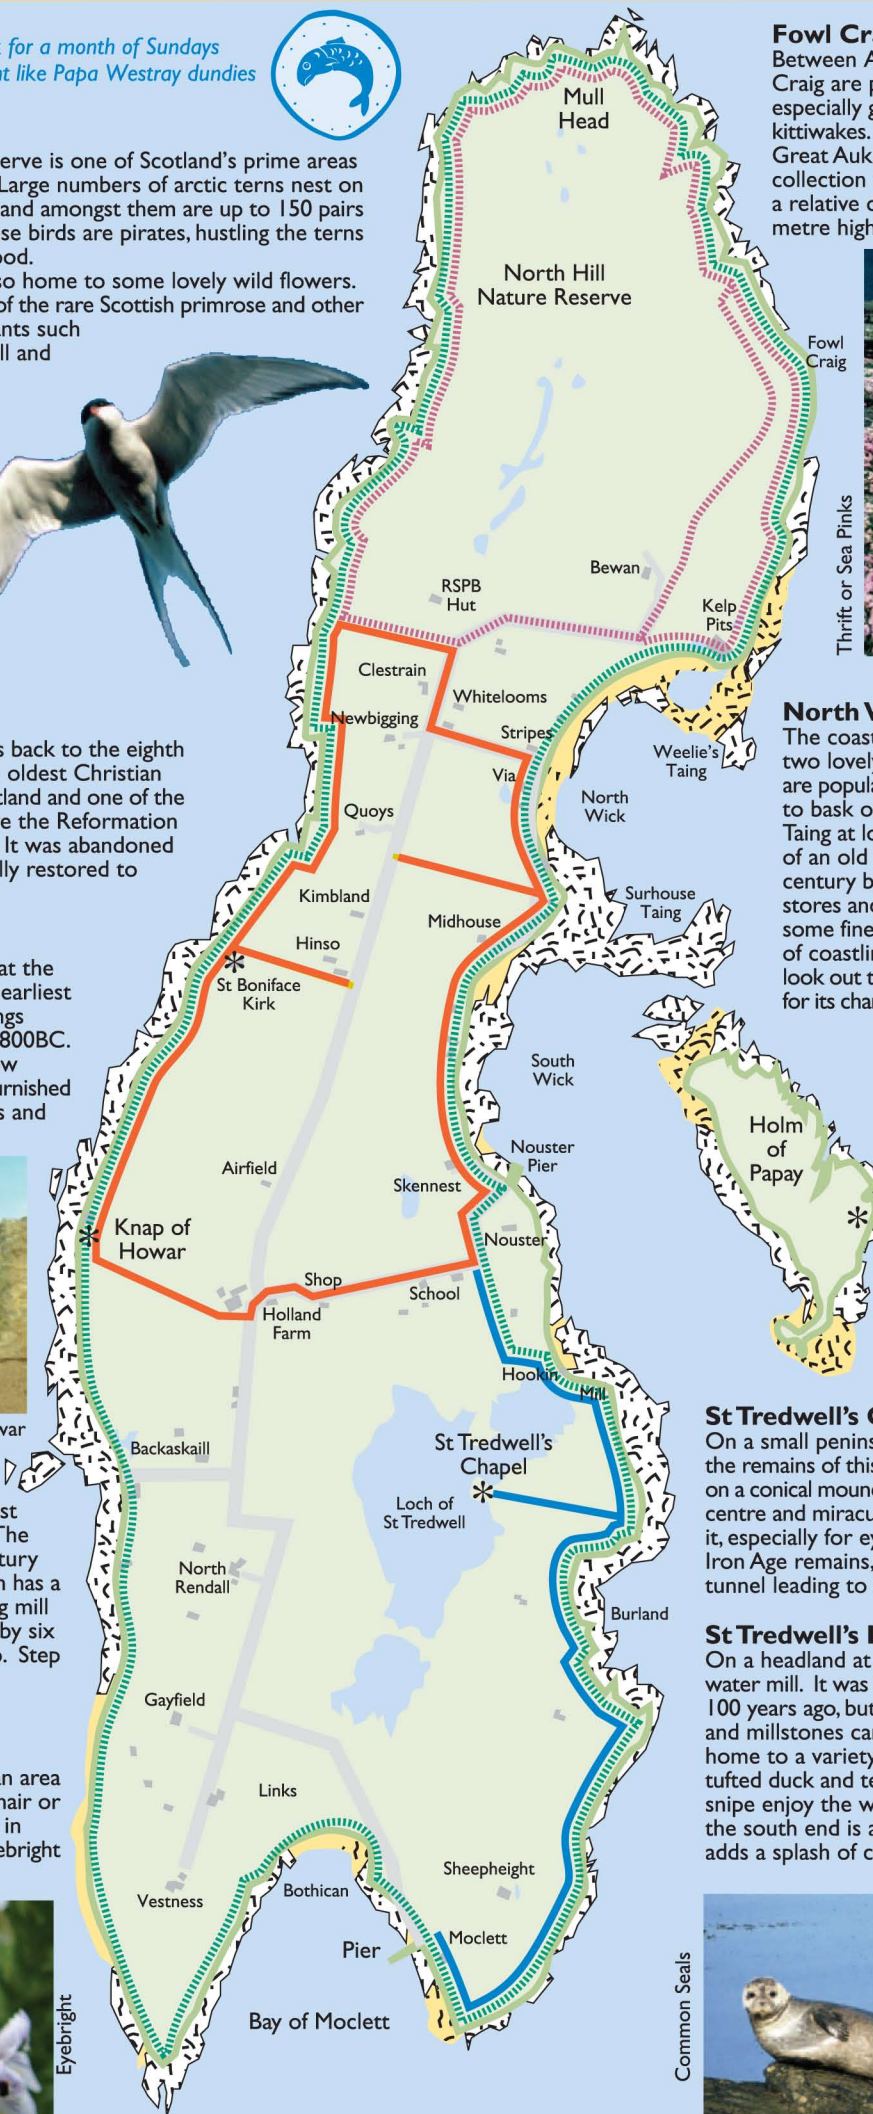 for a month of Sundays
like Papa Westray dundies
erve is one of Scotland's prime areas
Large numbers of arctic terns nest on
and amongst them are up to 150 pairs
se birds are pirates, hustling the terns
ood.
so home to some lovely wild flowers.
of the rare Scottish primrose and other
ants such
ll and
s back to the eighth
oldest Christian
tland and one of the
e the Reformation
It was abandoned
lly restored to
at the
earliest
ngs
800BC.
w
urnished
s and
war
st
The
tury
n has a
g mill
by six
o. Step
an area
hair or
in
ebright
Eyebright
Mull
Head
North Hill
Nature Reserve
Fowl
Craig
Bewan
RSPB
Hut
Kelp
Pits
Clestrain
Whitelooms
Newbigging
Stripes
Via
Weelie's
Taing
North
Wick
Quoys
Kimbland
Surhouse
Taing
Midhouse
Hinso
St Boniface
Kirk
South
Wick
Holm
of
Papay
Nouster
Pier
Airfield
Skennest
Knap of
Howar
Nouster
Shop
School
Holland
Farm
Hookin
Mill
Backaskaill
St Tredwell's
Chapel
Loch of
St Tredwell
North
Rendall
Burland
Gayfield
Links
Sheepheight
Vestness
Bothican
Moclett
Pier
Bay of Moclett
Fowl Cr
Between A
Craig are p
especially g
kittiwakes.
Great Auk
collection
a relative
metre high
Thrift or Sea Pinks
North
The coast
two lovel
are popula
to bask o
Taing at lo
of an old
century b
stores and
some fine
of coastlin
look out t
for its char
St Tredwell's
On a small penins
the remains of this
on a conical moun
centre and miracu
it, especially for ey
Iron Age remains,
tunnel leading to
St Tredwell's
On a headland at
water mill. It was
100 years ago, but
and millstones can
home to a variety
tufted duck and te
snipe enjoy the w
the south end is a
adds a splash of c
Common Seals